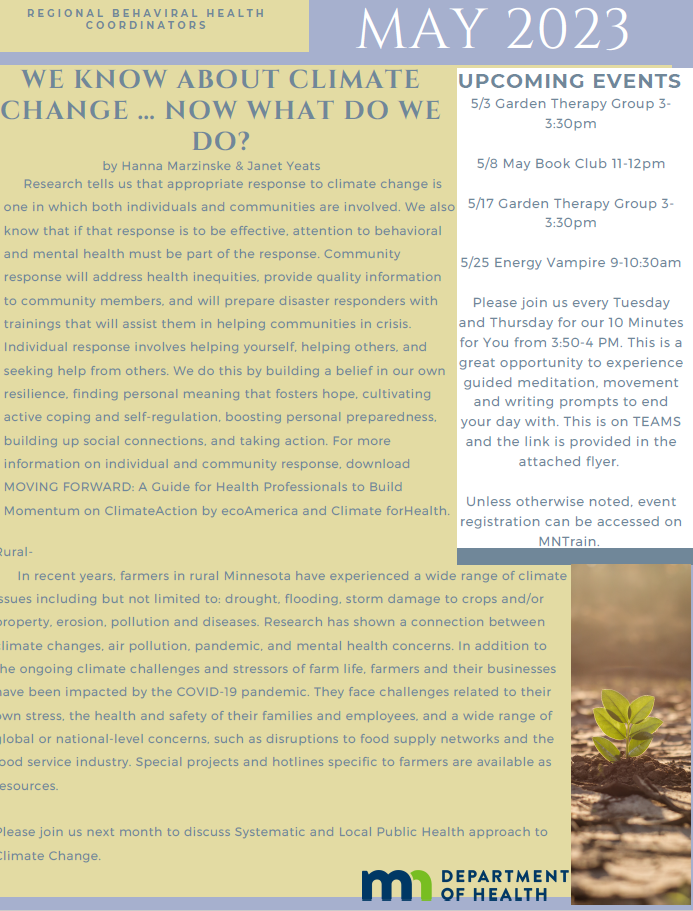 REGIONAL BEHAVIORAL HEALTH
COORDINATORS
MAY 2023
WE KNOW ABOUT CLIMATE
CHANGE ... NOW WHAT DO WE
DO?
by Hanna Marzinske & Janet Yeats
Research tells us that appropriate response to climate change is
one in which both individuals and communities are involved. We also
know that if that response is to be effective, attention to behavioral
and mental health must be part of the response. Community
response will address health inequities, provide quality information
to community members, and will prepare disaster responders with
trainings that will assist them in helping communities in crisis.
Individual response involves helping yourself, helping others, and
seeking help from others. We do this by building a belief in our own
resilience, finding personal meaning that fosters hope, cultivating
active coping and self-regulation, boosting personal preparedness,
building up social connections, and taking action. For more
information on individual and community response, download
MOVING FORWARD: A Guide for Health Professionals to Build
Momentum on ClimateAction by ecoAmerica and Climate forHealth.
Rural-
In recent years, farmers in rural Minnesota have experienced a wide range of climate
issues including but not limited to: drought, flooding, storm damage to crops and/or
property, erosion, pollution and diseases. Research has shown a connection between
climate changes, air pollution, pandemic, and mental health concerns. In addition to
the ongoing climate challenges and stressors of farm life, farmers and their businesses
have been impacted by the COVID-19 pandemic. They face challenges related to their
own stress, the health and safety of their families and employees, and a wide range of
global or national-level concerns, such as disruptions to food supply networks and the
food service industry. Special projects and hotlines specific to farmers are available as
resources.
Please join us next month to discuss Systematic and Local Public Health approach to
Climate Change.
UPCOMING EVENTS
5/3 Garden Therapy Group 3-
3:30pm
5/8 May Book Club 11-12pm
5/17 Garden Therapy Group 3-
3:30pm
5/25 Energy Vampire 9-10:30am
Please join us every Tuesday
and Thursday for our 10 Minutes
for You from 3:50-4 PM. This is a
great opportunity to experience
guided meditation, movement
and writing prompts to end
your day with. This is on TEAMS
and the link is provided in the
attached flyer.
Unless otherwise noted, event
registration can be accessed on
MNTrain.
mn DEPARTMENT
OF HEALTH